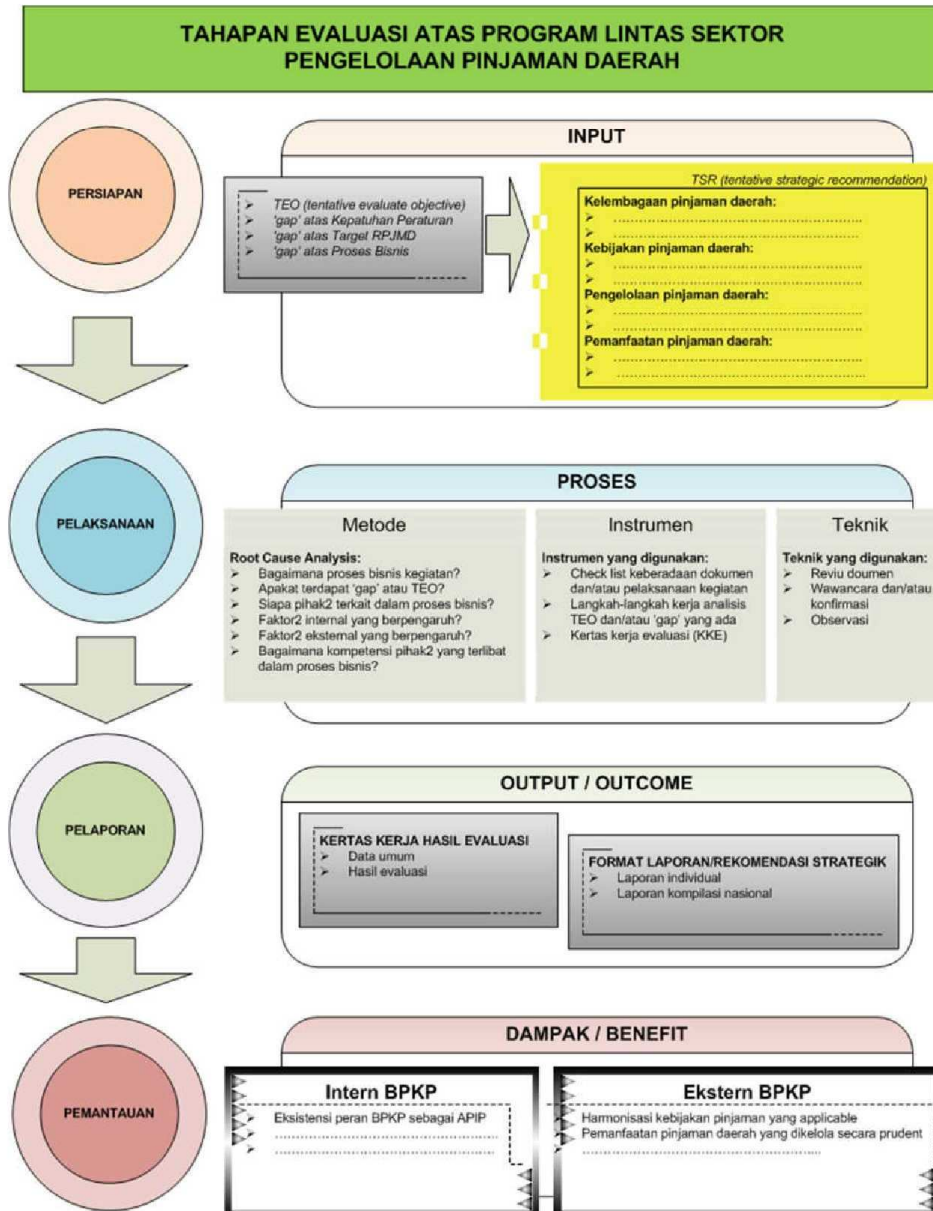 TAHAPAN EVALUASI ATAS PROGRAM LINTAS SEKTOR
PENGELOLAAN PINJAMAN DAERAH
PERSIAPAN
INPUT
TEO (tentative evaluate objective)
'gap' atas Kepatuhan Peraturan
'gap' atas Target RPJMD
'gap' atas Proses Bisnis
TSR (tentative strategic recommendation)
Kelembagaan pinjaman daerah:
Kebijakan pinjaman daerah:
Pengelolaan pinjaman daerah:
Pemanfaatan pinjaman daerah:
PELAKSANAAN
PROSES
Metode
Root Cause Analysis:
Bagaimana proses bisnis kegiatan?
Apakat terdapat 'gap' atau TEO?
Siapa pihak2 terkait dalam proses bisnis?
Faktor2 internal yang berpengaruh?
Faktor2 eksternal yang berpengaruh?
Bagaimana kompetensi pihak2 yang terlibat
dalam proses bisnis?
Instrumen
Instrumen yang digunakan:
Check list keberadaan dokumen
dan/atau pelaksanaan kegiatan
Langkah-langkah kerja analisis
TEO dan/atau 'gap' yang ada
Kertas kerja evaluasi (KKE)
Teknik
Teknik yang digunakan:
Reviu doumen
Wawancara dan/atau
konfirmasi
Observasi
PELAPORAN
OUTPUT / OUTCOME
KERTAS KERJA HASIL EVALUASI
Data umum
Hasil evaluasi
FORMAT LAPORAN/REKOMENDASI STRATEGIK
Laporan individual
Laporan kompilasi nasional
PEMANTAUAN
DAMPAK / BENEFIT
Intern BPKP
Eksistensi peran BPKP sebagai APIP
Ekstern BPKP
Harmonisasi kebijakan pinjaman yang applicable
Pemanfaatan pinjaman daerah yang dikelola secara prudent